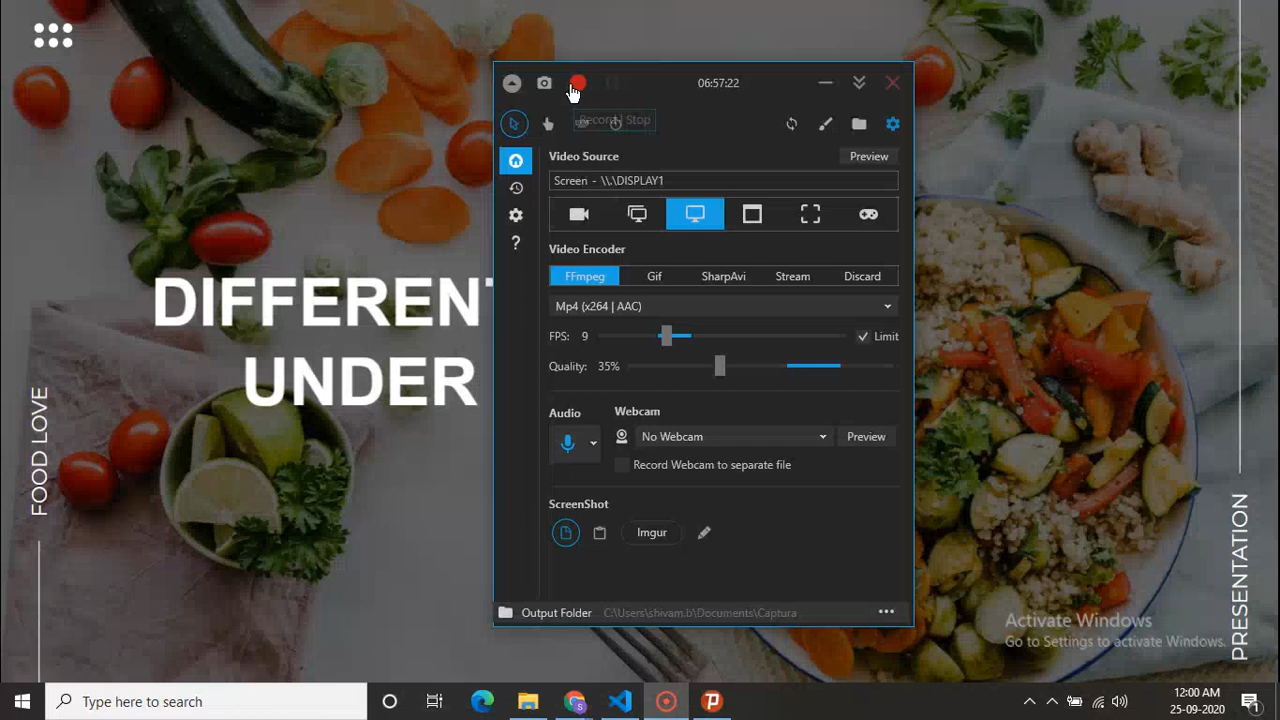 06:57:22
Record / Stop
Video Source
Preview
Screen - \\.\DISPLAY1
Video Encoder
FFmpeg Gif SharpAvi Stream Discard
Mp4 (x264 | AAC)
FPS: 9 Limit
Quality: 35%
Audio
Webcam
No Webcam
Preview
Record Webcam to separate file
ScreenShot
Imgur
Output Folder C:\Users\shivam.b\Documents\Captura
DIFFERENT
UNDER
FOOD LOVE
PRESENTATION
Activate Windows
Go to Settings to activate Windows.
Type here to search
12:00 AM
25-09-2020
1